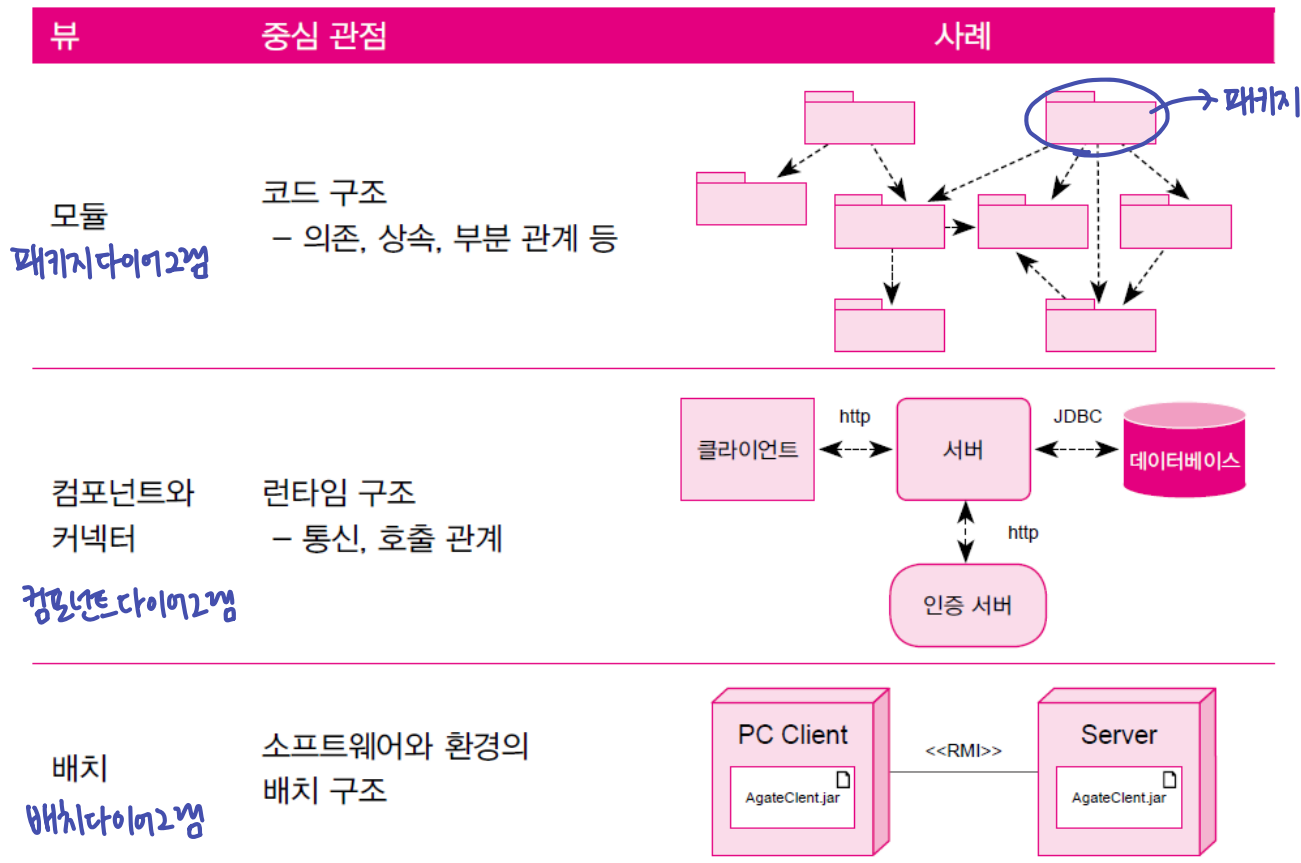 뷰 중심 관점 사례
패키지
모듈
패키지다이어그램
코드 구조
– 의존, 상속, 부분 관계 등
컴포넌트와
커넥터
컴포넌트다이어그램
런타임 구조
– 통신, 호출 관계
클라이언트
http
서버
JDBC
데이터베이스
http
인증 서버
배치
배치다이어그램
소프트웨어와 환경의
배치 구조
PC Client
AgateClent.jar
<<RMI>>
Server
AgateClent.jar